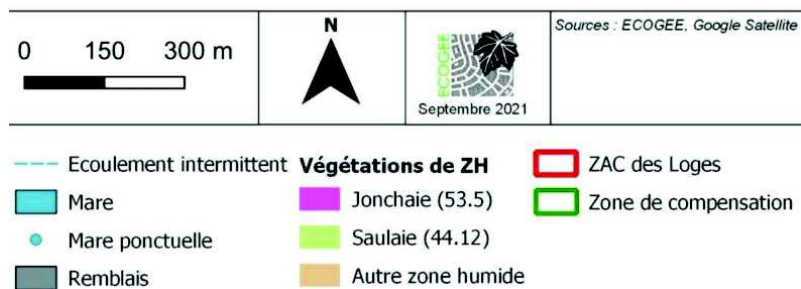 0 150 300 m
N
ECOGEE
Septembre 2021
Sources : ECOGEE, Google Satellite
Ecoulement intermittent
Mare
Mare ponctuelle
Remblais
Végétations de ZH
Jonchaie (53.5)
Saulaie (44.12)
Autre zone humide
ZAC des Loges
Zone de compensation